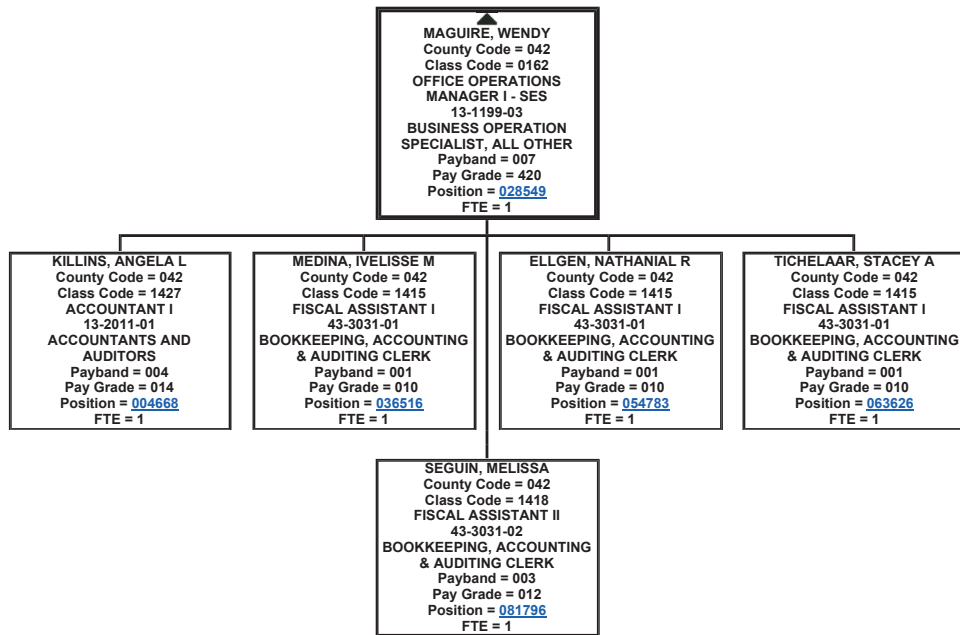 MAGUIRE, WENDY
County Code = 042
Class Code = 0162
OFFICE OPERATIONS
MANAGER I - SES
13-1199-03
BUSINESS OPERATION
SPECIALIST, ALL OTHER
Payband = 007
Pay Grade = 420
Position = 028549
FTE = 1
KILLINS, ANGELA L
County Code = 042
Class Code = 1427
ACCOUNTANT I
13-2011-01
ACCOUNTANTS AND
AUDITORS
Payband = 004
Pay Grade = 014
Position = 004668
FTE = 1
MEDINA, IVELISSE M
County Code = 042
Class Code = 1415
FISCAL ASSISTANT I
43-3031-01
BOOKKEEPING, ACCOUNTING
& AUDITING CLERK
Payband = 001
Pay Grade = 010
Position = 036516
FTE = 1
ELLGEN, NATHANIAL R
County Code = 042
Class Code = 1415
FISCAL ASSISTANT I
43-3031-01
BOOKKEEPING, ACCOUNTING
& AUDITING CLERK
Payband = 001
Pay Grade = 010
Position = 054783
FTE = 1
TICHELAAR, STACEY A
County Code = 042
Class Code = 1415
FISCAL ASSISTANT I
43-3031-01
BOOKKEEPING, ACCOUNTING
& AUDITING CLERK
Payband = 001
Pay Grade = 010
Position = 063626
FTE = 1
SEGUIN, MELISSA
County Code = 042
Class Code = 1418
FISCAL ASSISTANT II
43-3031-02
BOOKKEEPING, ACCOUNTING
& AUDITING CLERK
Payband = 003
Pay Grade = 012
Position = 081796
FTE = 1